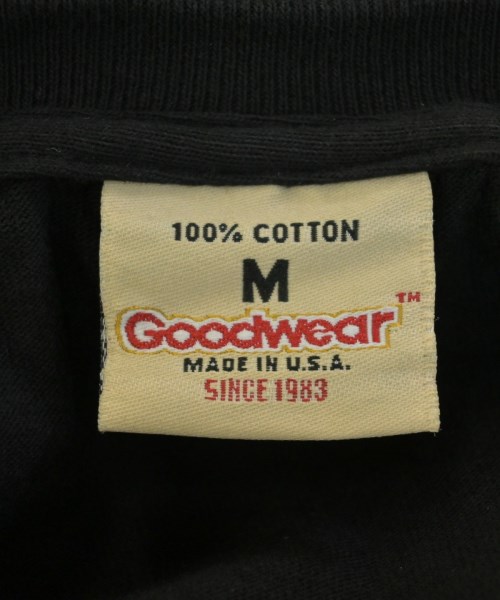 100% COTTON
M
Goodwear™
MADE IN U.S.A.
SINCE 1983